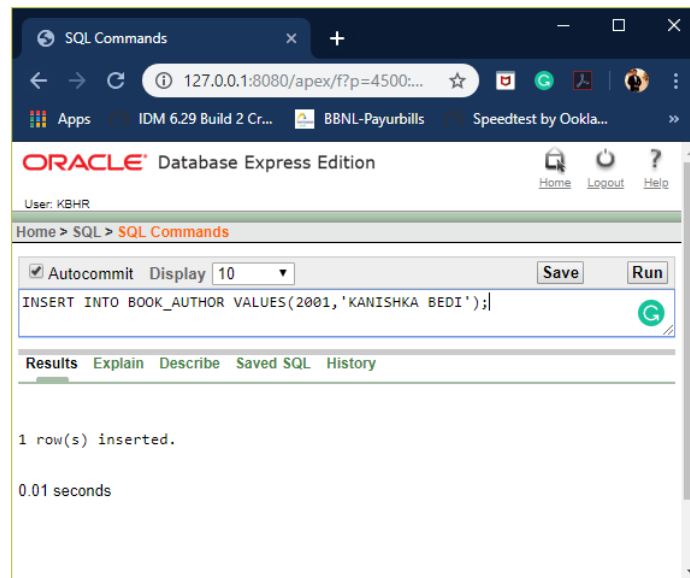 SQL Commands
127.0.0.1:8080/apex/f?p=4500:...
Apps IDM 6.29 Build 2 Cr... BBNL-Payurbills Speedtest by Ookla... »
ORACLE Database Express Edition
Home Logout Help
User: KBHR
Home > SQL > SQL Commands
Autocommit Display 10 Save Run
INSERT INTO BOOK_AUTHOR VALUES(2001,'KANISHKA BEDI');
Results Explain Describe Saved SQL History
1 row(s) inserted.
0.01 seconds